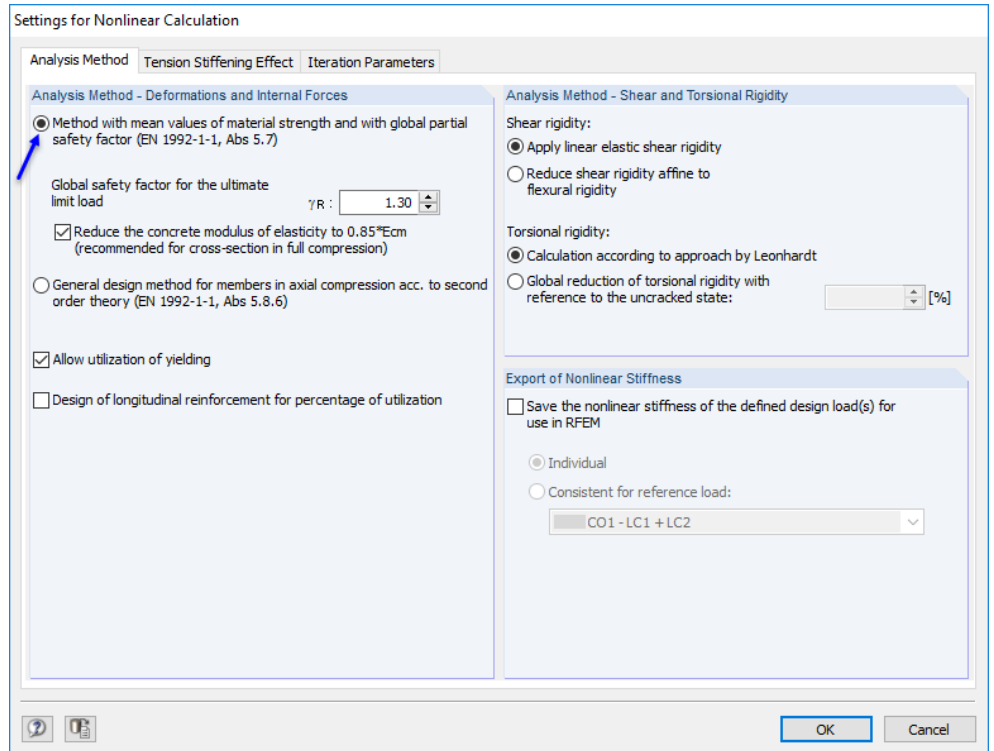 Settings for Nonlinear Calculation
Analysis Method
Tension Stiffening Effect
Iteration Parameters
Analysis Method - Deformations and Internal Forces
Method with mean values of material strength and with global partial
safety factor (EN 1992-1-1, Abs 5.7)
Global safety factor for the ultimate
limit load
γR : 1.30
Reduce the concrete modulus of elasticity to 0.85*Ecm
(recommended for cross-section in full compression)
General design method for members in axial compression acc. to second
order theory (EN 1992-1-1, Abs 5.8.6)
Allow utilization of yielding
Design of longitudinal reinforcement for percentage of utilization
Analysis Method - Shear and Torsional Rigidity
Shear rigidity:
Apply linear elastic shear rigidity
Reduce shear rigidity affine to
flexural rigidity
Torsional rigidity:
Calculation according to approach by Leonhardt
Global reduction of torsional rigidity with
reference to the uncracked state:
[%]
Export of Nonlinear Stiffness
Save the nonlinear stiffness of the defined design load(s) for
use in RFEM
Individual
Consistent for reference load:
CO1 - LC1 + LC2
OK
Cancel